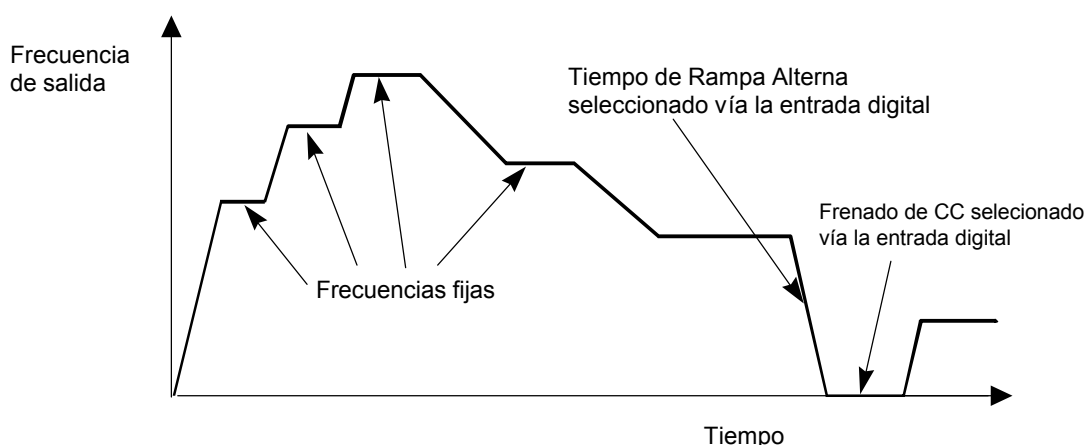 Frecuencia
de salida
Tiempo de Rampa Alterna
seleccionado vía la entrada digital
Frenado de CC selecionado
vía la entrada digital
Frecuencias fijas
Tiempo